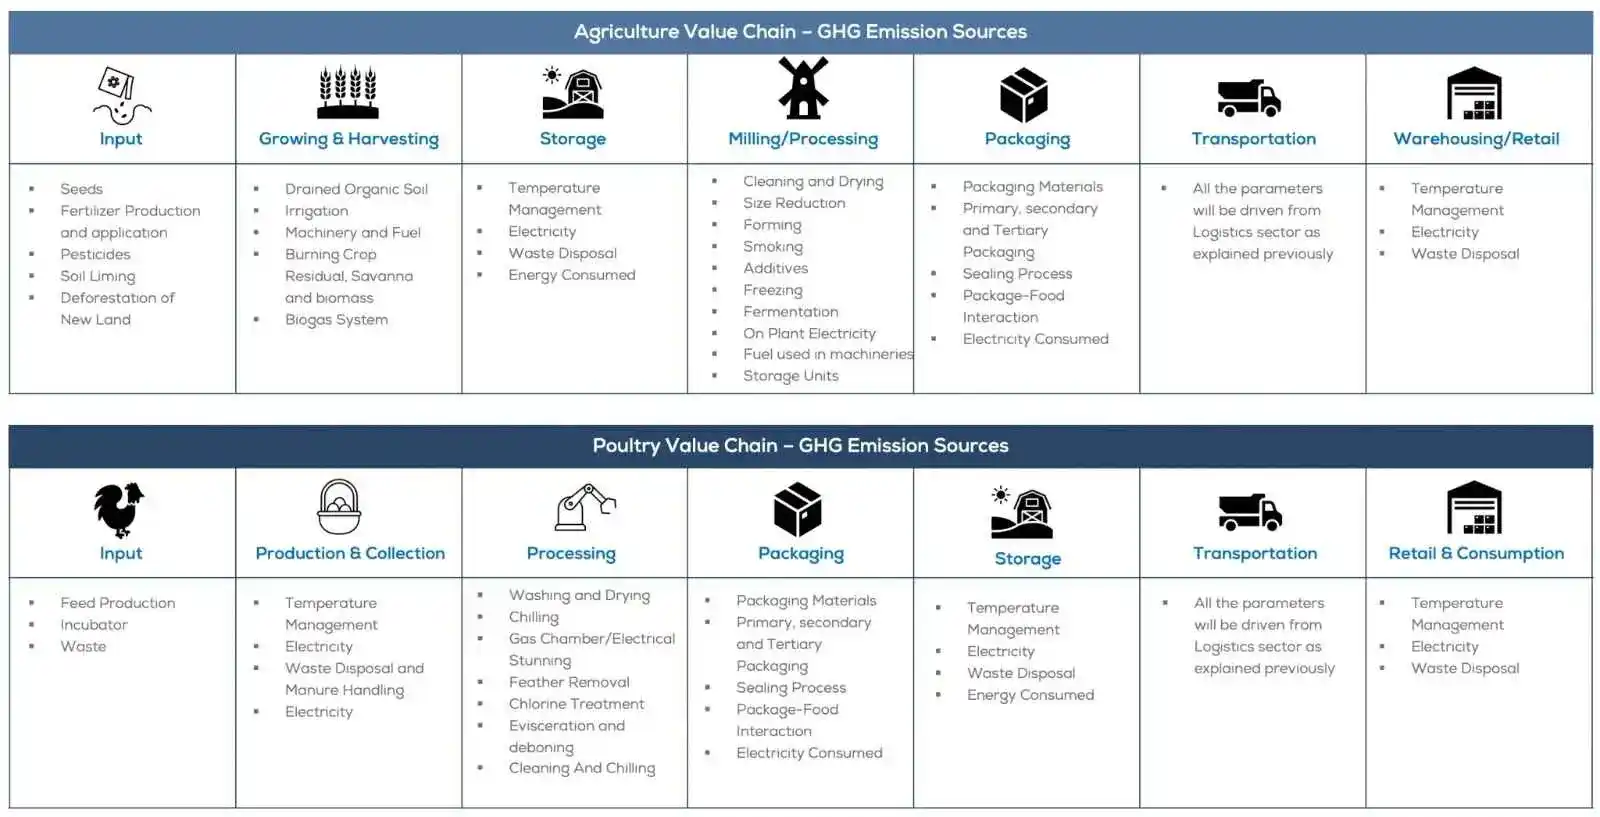 Agriculture Value Chain – GHG Emission Sources
Input
Growing & Harvesting
Storage
Milling/Processing
Packaging
Transportation
Warehousing/Retail
Seeds
Fertilizer Production
and application
Pesticides
Soil Liming
Deforestation of
New Land
Drained Organic Soil
Irrigation
Machinery and Fuel
Burning Crop
Residual, Savanna
and biomass
Biogas System
Temperature
Management
Electricity
Waste Disposal
Energy Consumed
Cleaning and Drying
Size Reduction
Forming
Smoking
Additives
Freezing
Fermentation
On Plant Electricity
Fuel used in machineries
Storage Units
Packaging Materials
Primary, secondary
and Tertiary
Packaging
Sealing Process
Package-Food
Interaction
Electricity Consumed
All the parameters
will be driven from
Logistics sector as
explained previously
Temperature
Management
Electricity
Waste Disposal
Poultry Value Chain – GHG Emission Sources
Input
Production & Collection
Processing
Packaging
Storage
Transportation
Retail & Consumption
Feed Production
Incubator
Waste
Temperature
Management
Electricity
Waste Disposal and
Manure Handling
Electricity
Washing and Drying
Chilling
Gas Chamber/Electrical
Stunning
Feather Removal
Chlorine Treatment
Evisceration and
deboning
Cleaning And Chilling
Packaging Materials
Primary, secondary
and Tertiary
Packaging
Sealing Process
Package-Food
Interaction
Electricity Consumed
Temperature
Management
Electricity
Waste Disposal
Energy Consumed
All the parameters
will be driven from
Logistics sector as
explained previously
Temperature
Management
Electricity
Waste Disposal